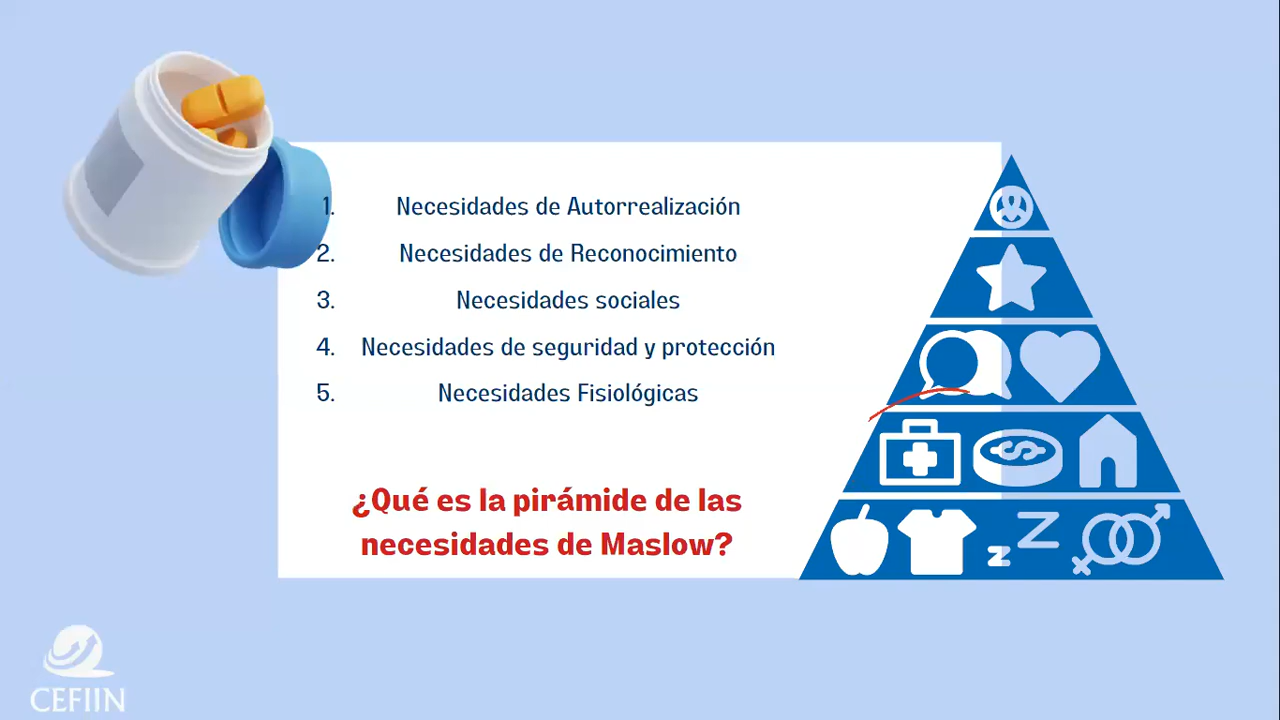 1. Necesidades de Autorrealización
2. Necesidades de Reconocimiento
3. Necesidades sociales
4. Necesidades de seguridad y protección
5. Necesidades Fisiológicas
¿Qué es la pirámide de las
necesidades de Maslow?
z Z
CEFIIN